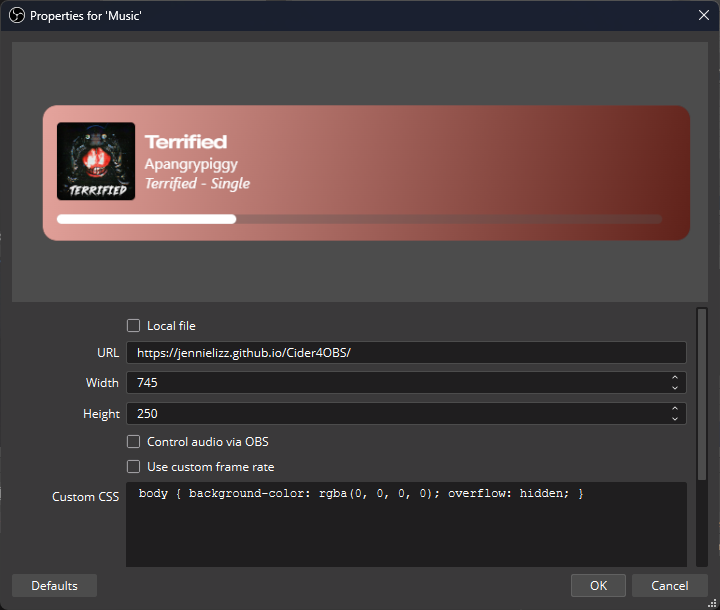 Properties for 'Music'
Terrified
Apangrypiggy
Terrified - Single
TERRIFIED
Local file
URL https://jennielizz.github.io/Cider4OBS/
Width 745
Height 250
Control audio via OBS
Use custom frame rate
Custom CSS body { background-color: rgba(0, 0, 0, 0); overflow: hidden; }
Defaults OK Cancel